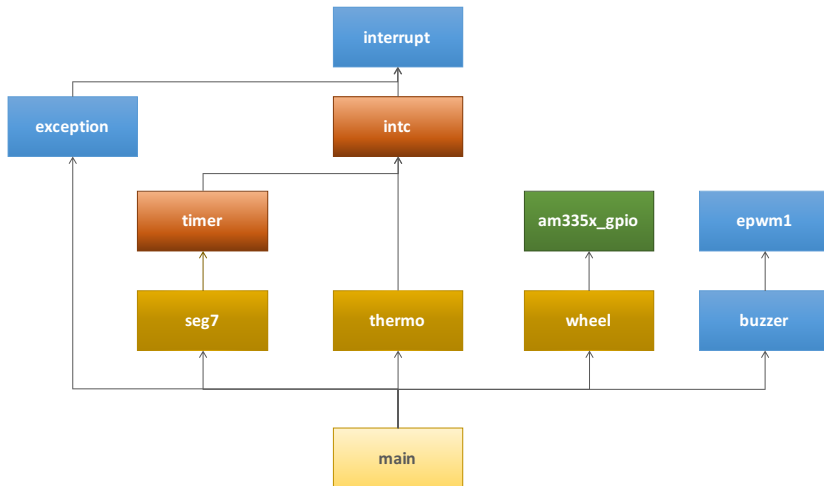 interrupt
exception
intc
timer
am335x_gpio
epwm1
seg7
thermo
wheel
buzzer
main